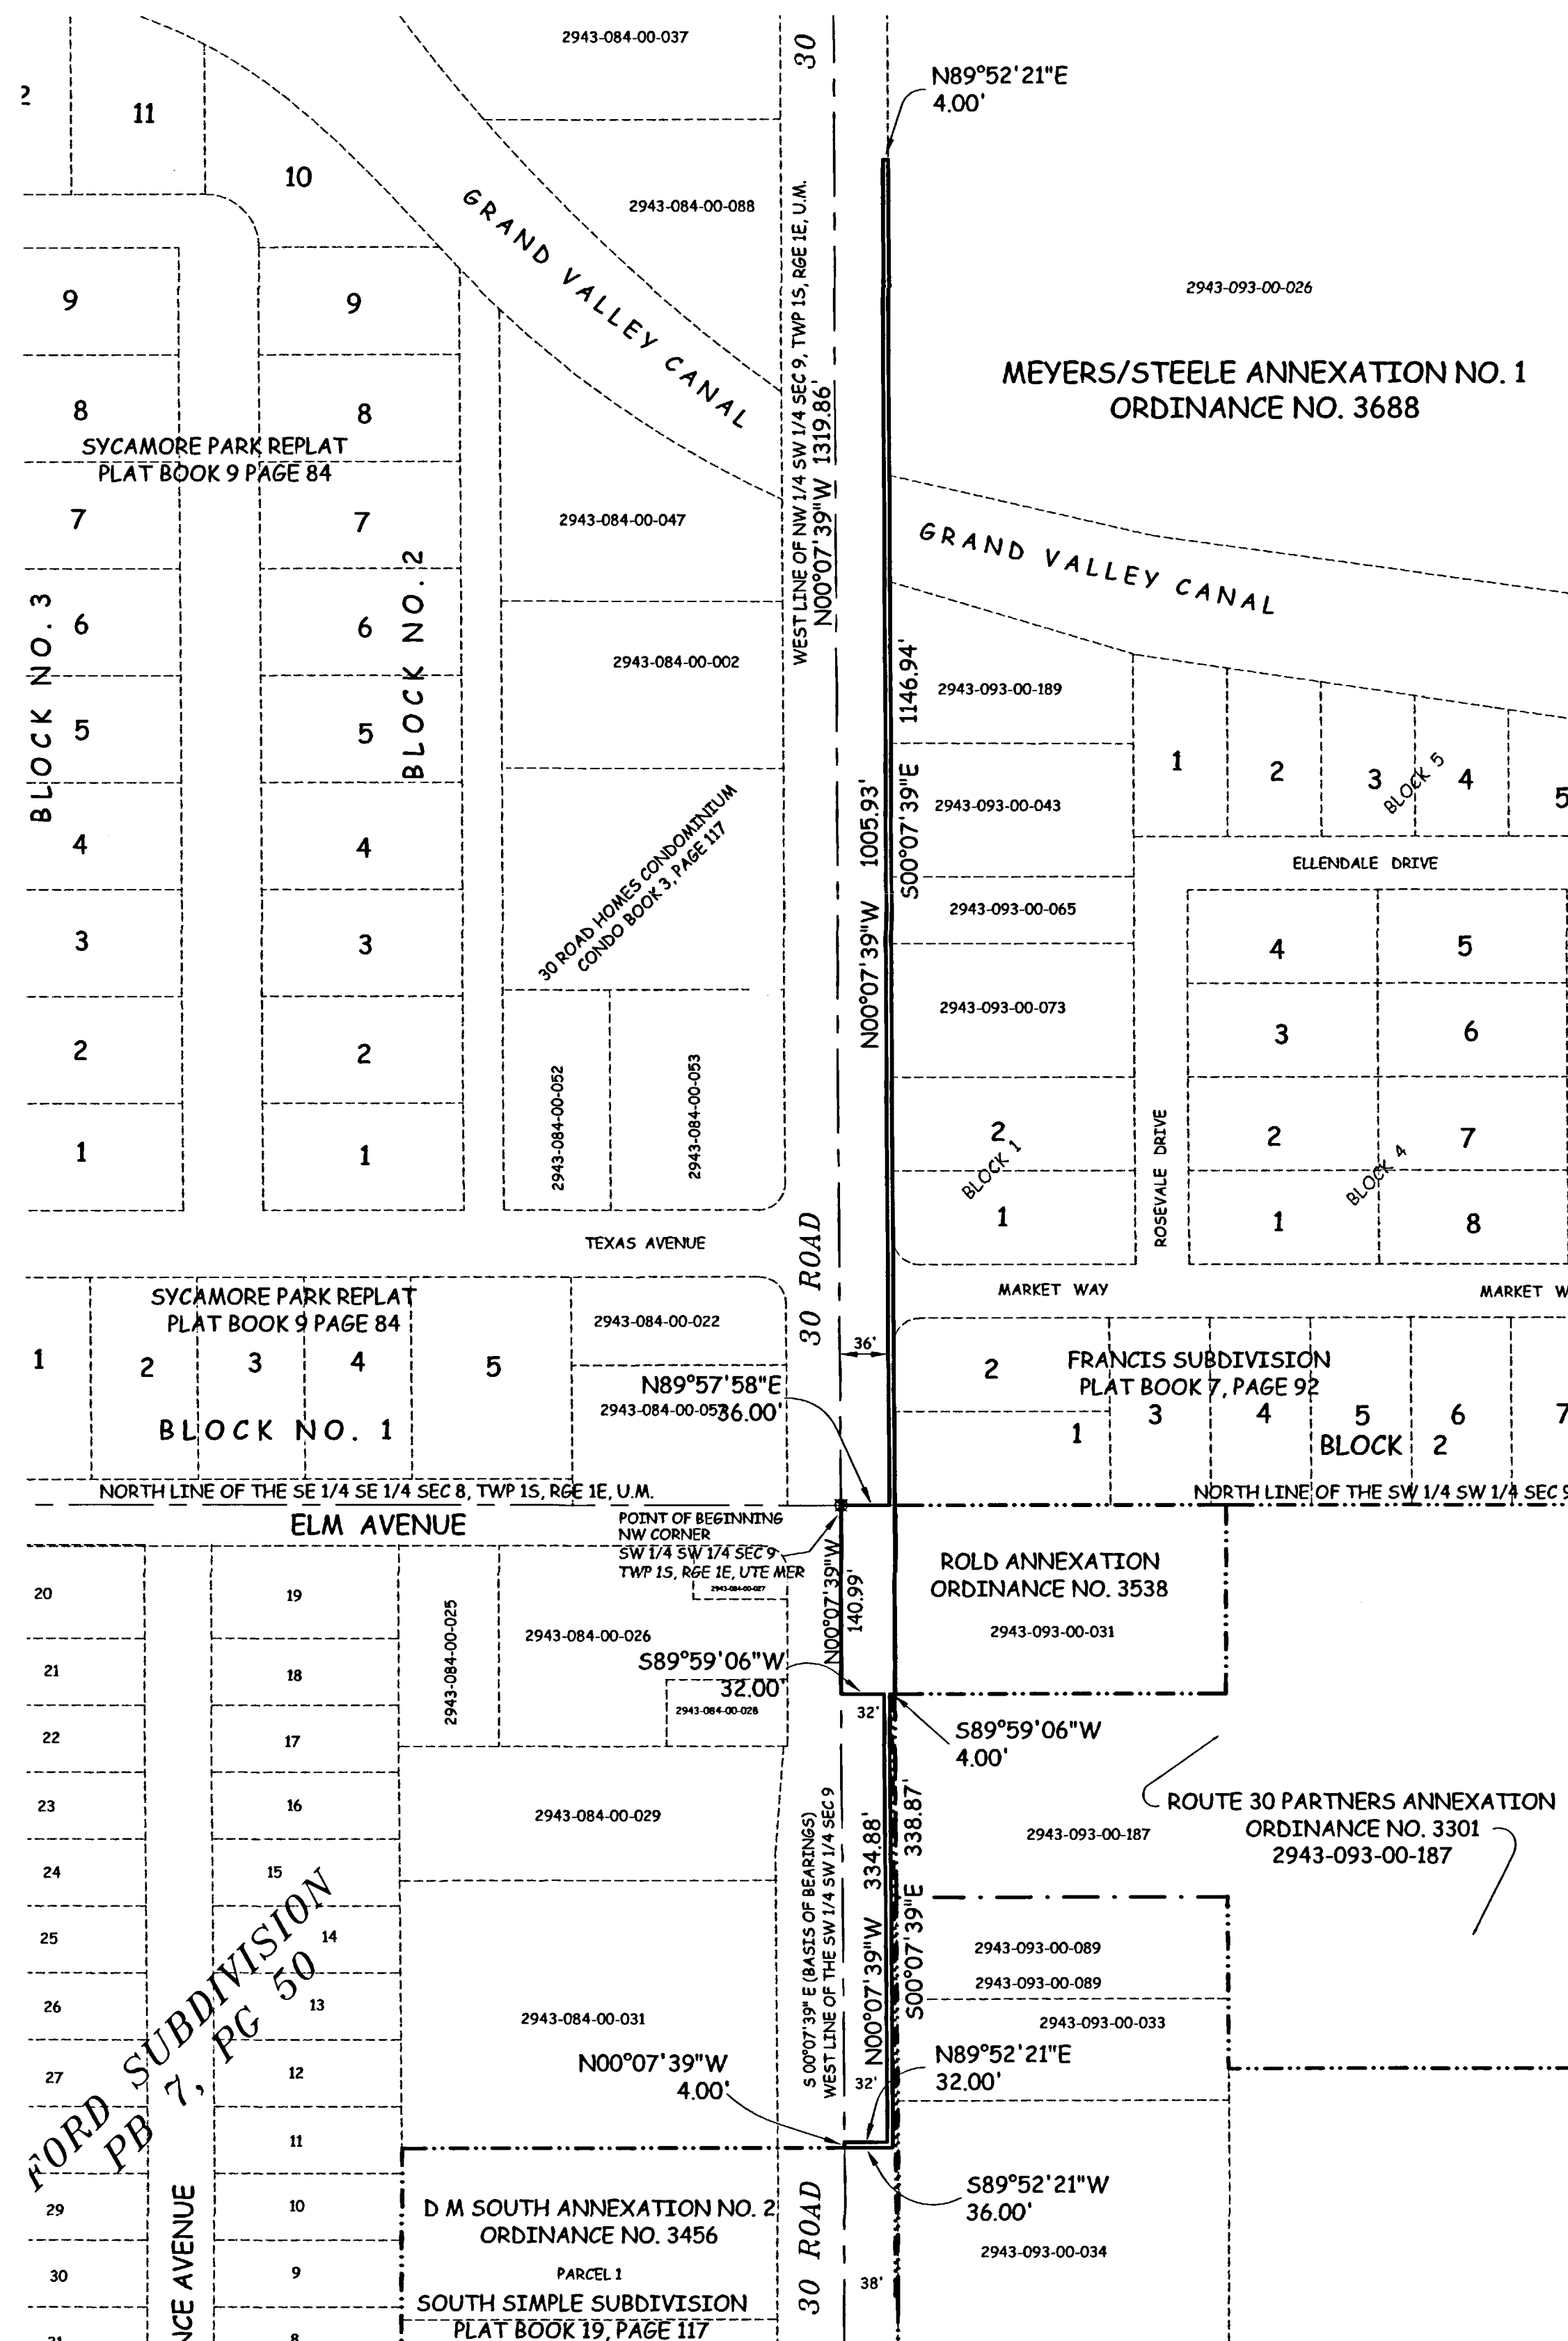 2943-084-00-037
30
N89°52'21"E
4.00'
2
11
10
2943-084-00-088
GRAND VALLEY CANAL
WEST LINE OF NW 1/4 SW 1/4 SEC 9, TWP 1S, RGE 1E, U.M.
N00°07'39"W 1319.86'
2943-093-00-026
MEYERS/STEELE ANNEXATION NO. 1
ORDINANCE NO. 3688
9
9
8
8
SYCAMORE PARK REPLAT
PLAT BOOK 9 PAGE 84
7
7
2943-084-00-047
GRAND VALLEY CANAL
BLOCK NO. 3
BLOCK NO. 2
6
6
2943-084-00-002
S00°07'39"E 1146.94'
2943-093-00-189
5
5
1
2
3
4
5
BLOCK 5
N00°07'39"W 1005.93'
2943-093-00-043
30 ROAD HOMES CONDOMINIUM
CONDO BOOK 3, PAGE 117
4
4
ELLENDALE DRIVE
2943-093-00-065
3
3
4
5
2943-093-00-073
3
6
2
2
2943-084-00-052
2943-084-00-053
2
BLOCK 1
1
ROSEVALE DRIVE
2
7
BLOCK 4
1
8
1
1
TEXAS AVENUE
30 ROAD
MARKET WAY
MARKET W
SYCAMORE PARK REPLAT
PLAT BOOK 9 PAGE 84
2943-084-00-022
36'
1
2
3
4
5
N89°57'58"E
36.00'
2943-084-00-057
BLOCK NO. 1
2
FRANCIS SUBDIVISION
PLAT BOOK 7, PAGE 92
1
3
4
5
6
7
BLOCK 2
NORTH LINE OF THE SE 1/4 SE 1/4 SEC 8, TWP 1S, RGE 1E, U.M.
NORTH LINE OF THE SW 1/4 SW 1/4 SEC 9
ELM AVENUE
POINT OF BEGINNING
NW CORNER
SW 1/4 SW 1/4 SEC 9
TWP 1S, RGE 1E, UTE MER
2943-084-00-027
N00°07'39"W
140.99'
ROLD ANNEXATION
ORDINANCE NO. 3538
2943-093-00-031
20
19
2943-084-00-025
2943-084-00-026
21
18
S89°59'06"W
32.00'
2943-084-00-028
32'
S89°59'06"W
4.00'
22
17
23
16
2943-084-00-029
S 00°07'39" E (BASIS OF BEARINGS)
WEST LINE OF THE SW 1/4 SW 1/4 SEC 9
N00°07'39"W 334.88'
S00°07'39"E 338.87'
ROUTE 30 PARTNERS ANNEXATION
ORDINANCE NO. 3301
2943-093-00-187
2943-093-00-187
24
15
25
14
2943-093-00-089
2943-093-00-089
26
13
2943-084-00-031
2943-093-00-033
FORD SUBDIVISION
PB 7, PG 50
27
12
N00°07'39"W
4.00'
32'
N89°52'21"E
32.00'
11
S89°52'21"W
36.00'
29
10
D M SOUTH ANNEXATION NO. 2
ORDINANCE NO. 3456
30 ROAD
2943-093-00-034
30
9
PARCEL 1
38'
SOUTH SIMPLE SUBDIVISION
PLAT BOOK 19, PAGE 117
NCE AVENUE
31
8